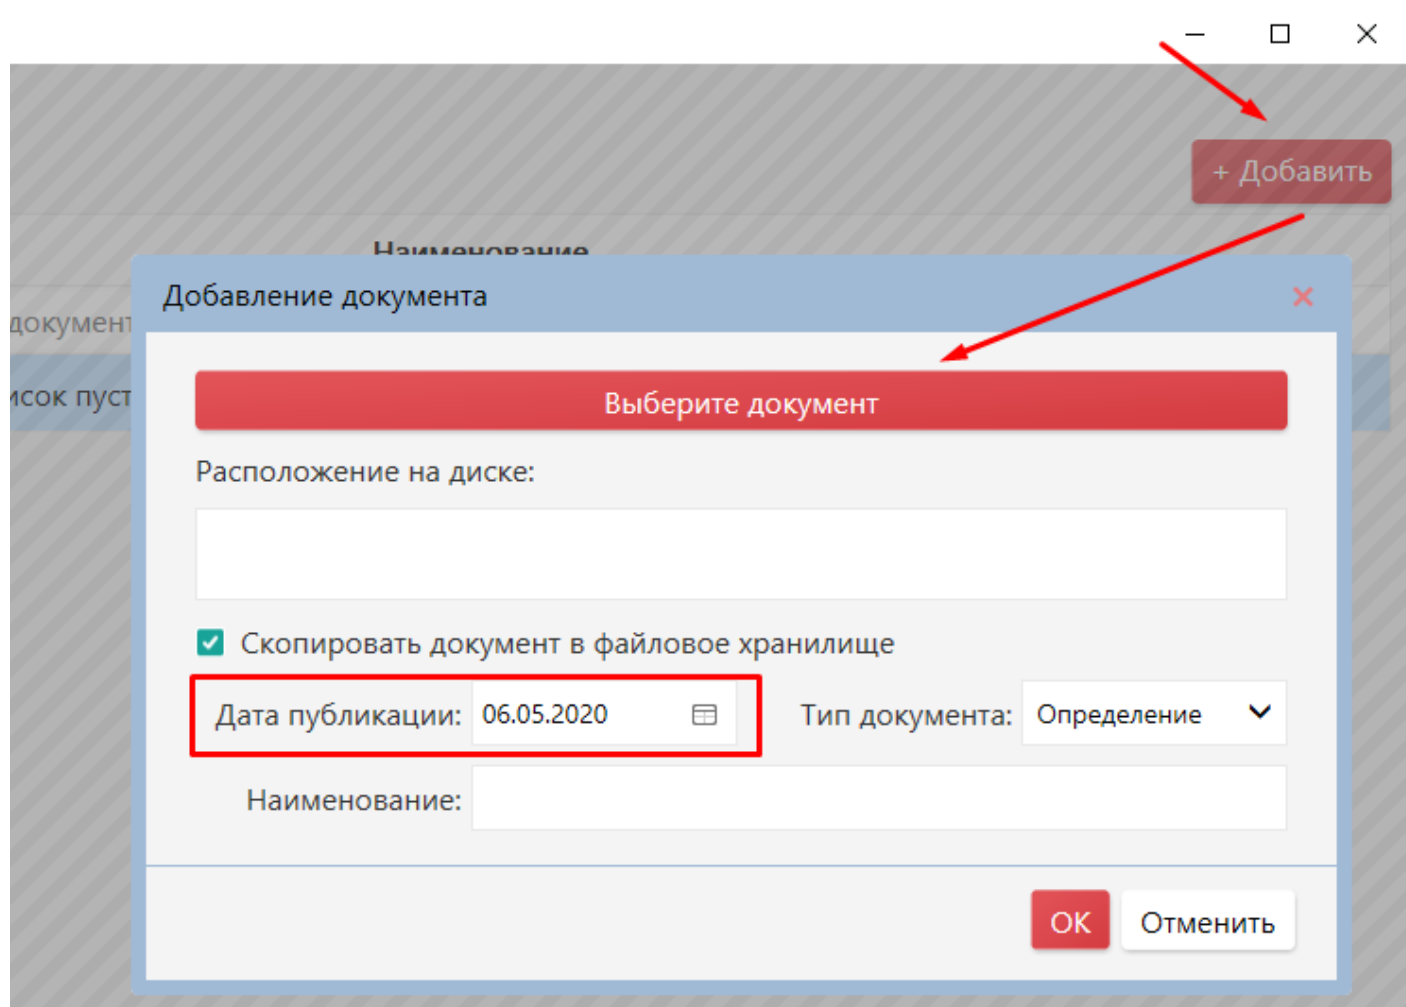 + Добавить
Наименование
Добавление документа
документ
исок пуст
Выберите документ
Расположение на диске:
Скопировать документ в файловое хранилище
Дата публикации: 06.05.2020 Тип документа: Определение
Наименование:
ОК Отменить